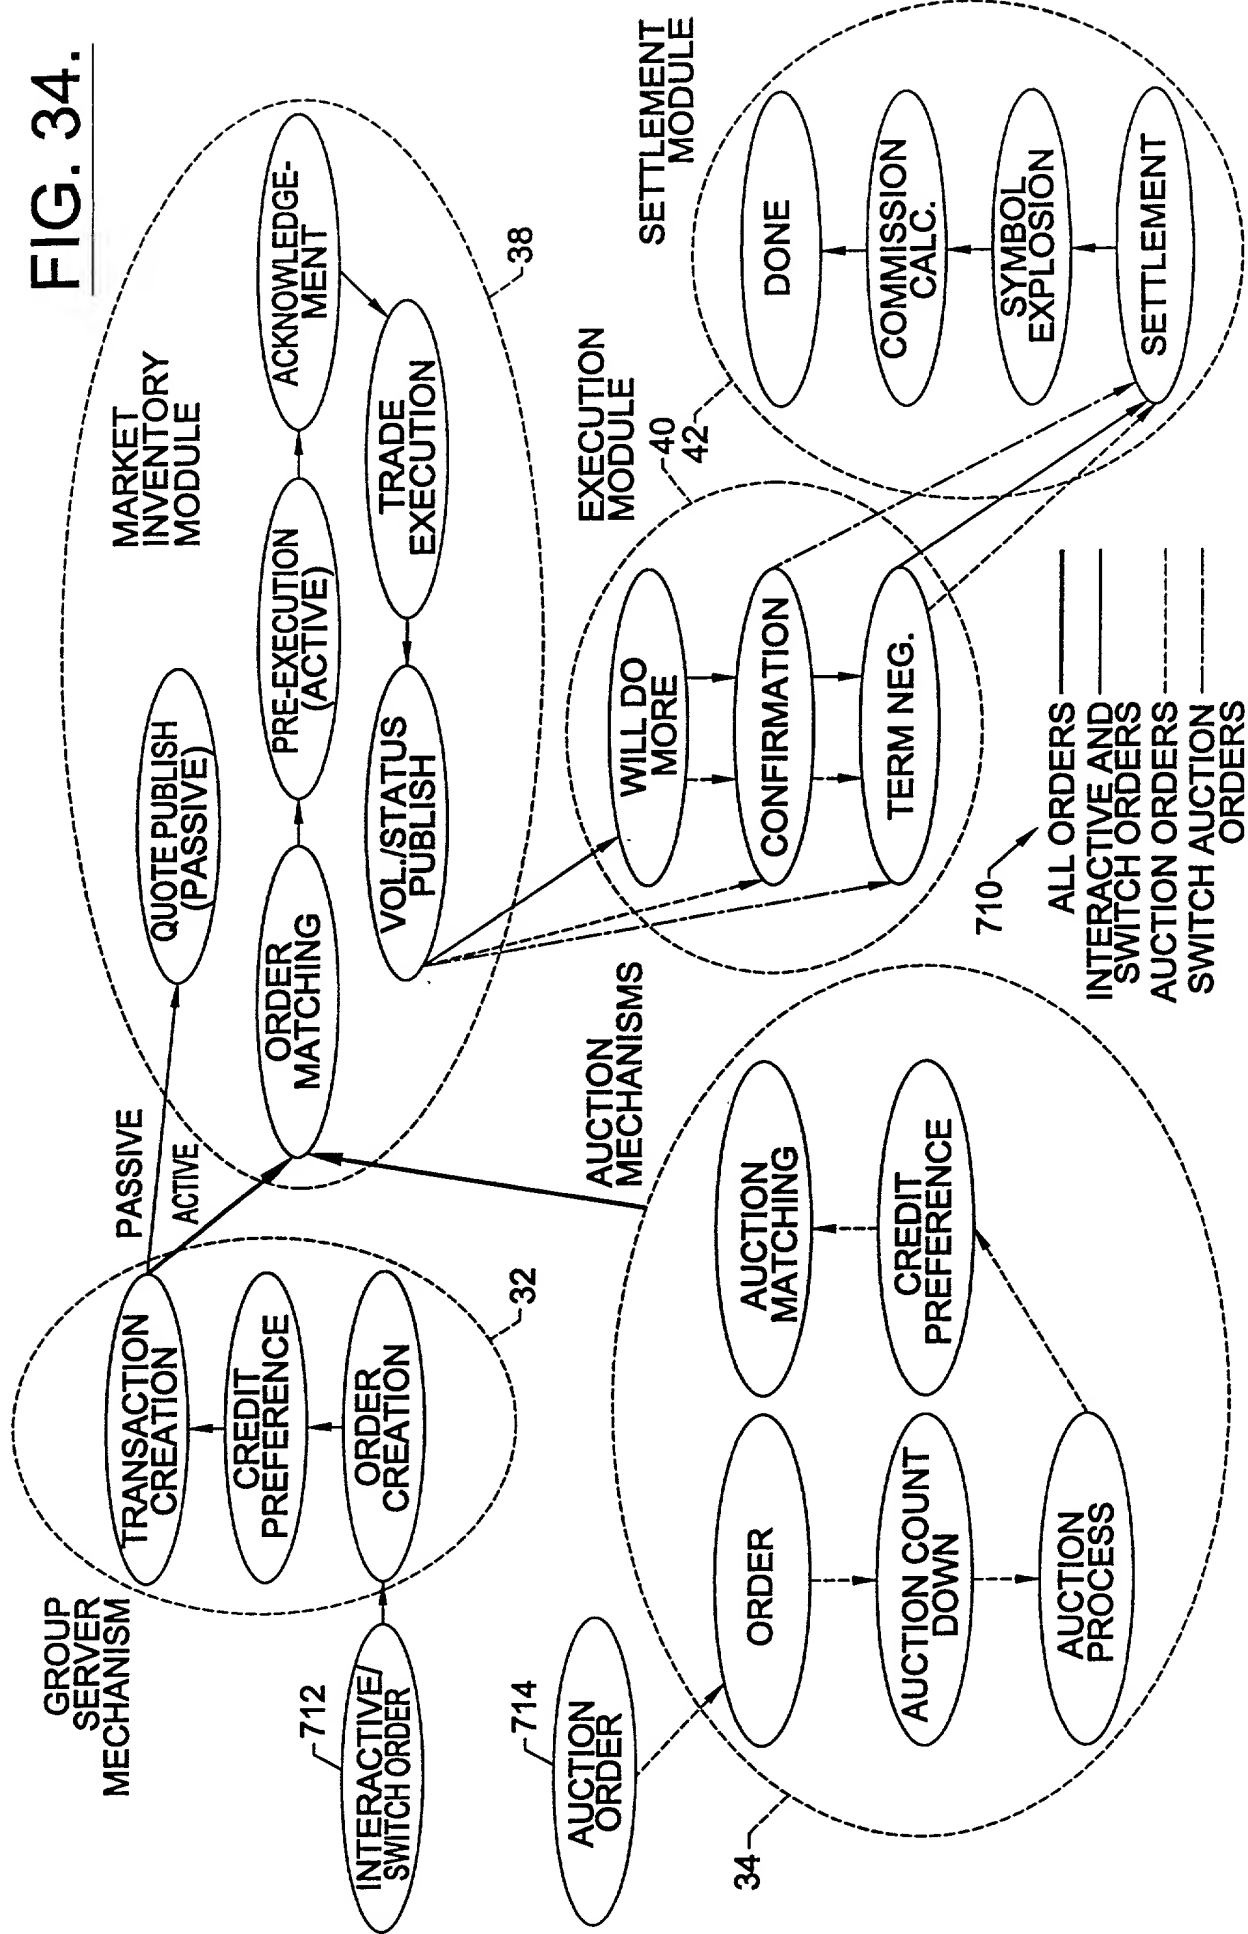 FIG. 34.
GROUP
SERVER
MECHANISM
TRANSACTION
CREATION
CREDIT
PREFERENCE
ORDER
CREATION
32
712
INTERACTIVE/
SWITCH ORDER
PASSIVE
ACTIVE
MARKET
INVENTORY
MODULE
QUOTE PUBLISH
(PASSIVE)
ORDER
MATCHING
PRE-EXECUTION
(ACTIVE)
ACKNOWLEDGE-
MENT
VOL./STATUS
PUBLISH
TRADE
EXECUTION
38
714
AUCTION
ORDER
AUCTION
MECHANISMS
ORDER
AUCTION COUNT
DOWN
AUCTION
PROCESS
AUCTION
MATCHING
CREDIT
PREFERENCE
34
EXECUTION
MODULE
40
42
WILL DO
MORE
CONFIRMATION
TERM NEG.
SETTLEMENT
MODULE
DONE
COMMISSION
CALC.
SYMBOL
EXPLOSION
SETTLEMENT
710
ALL ORDERS
INTERACTIVE AND
SWITCH ORDERS
AUCTION ORDERS
SWITCH AUCTION
ORDERS